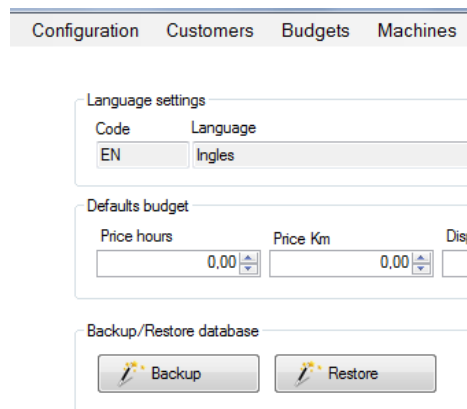 Configuration Customers Budgets Machines
Language settings
Code Language
EN Ingles
Defaults budget
Price hours Price Km
0,00 0,00
Backup/Restore database
Backup Restore